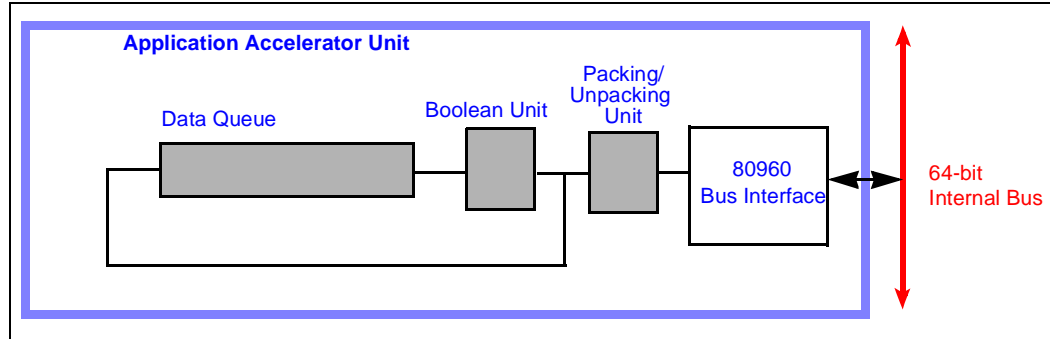 Application Accelerator Unit
Data Queue
Boolean Unit
Packing/
Unpacking
Unit
80960
Bus Interface
64-bit
Internal Bus